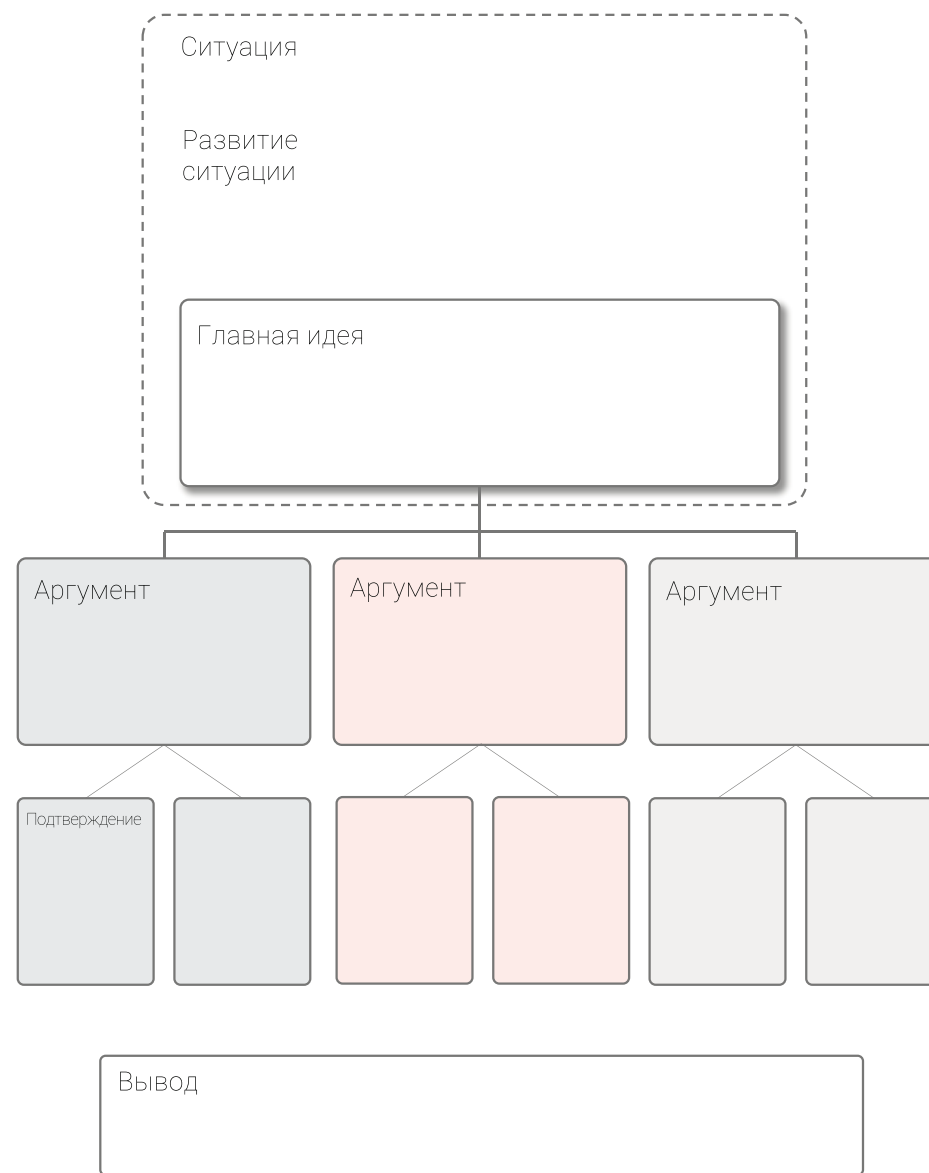 Ситуация
Развитие
ситуации
Главная идея
Аргумент
Аргумент
Аргумент
Подтверждение
Вывод